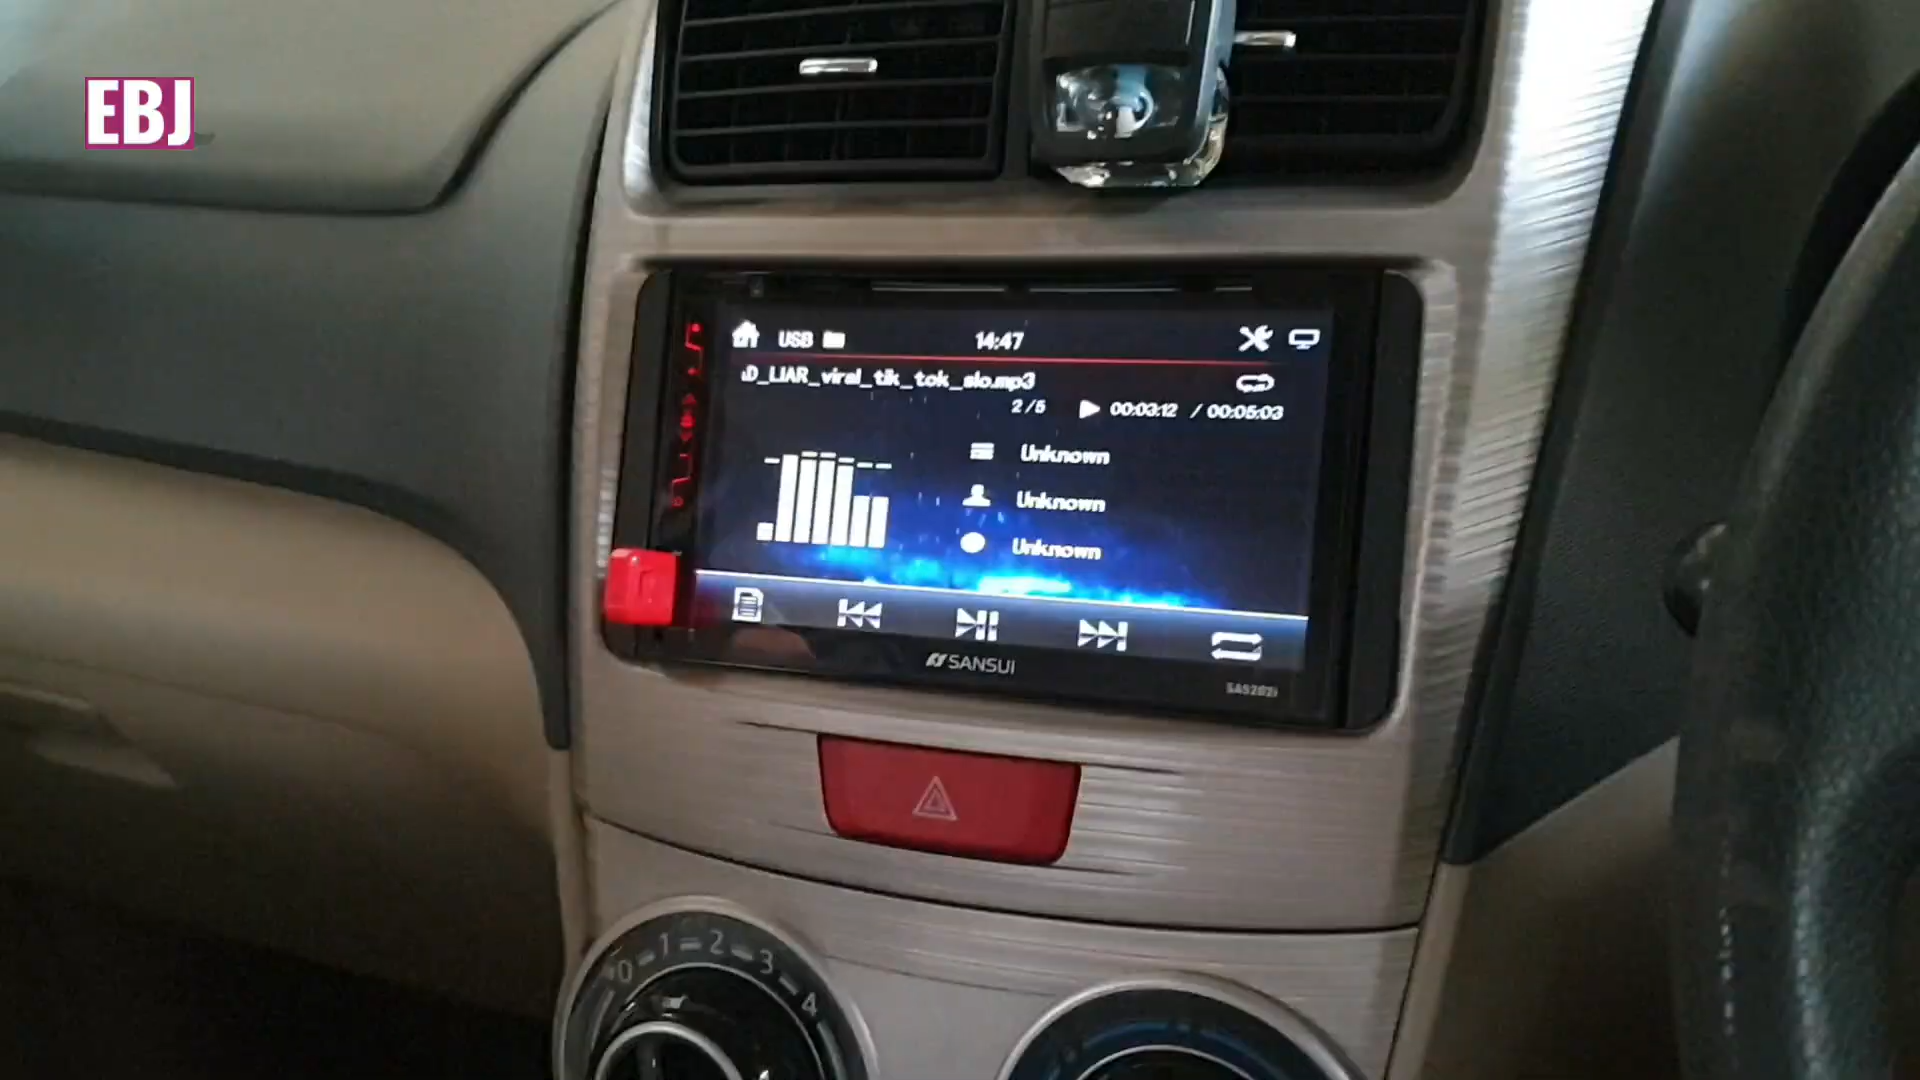 EBJ
USB
14:47
D_LIAR_viral_tik_tok_slo.mp3
2/5
00:03:12 / 00:05:03
Unknown
Unknown
Unknown
SANSUI
0 1 2 3 4